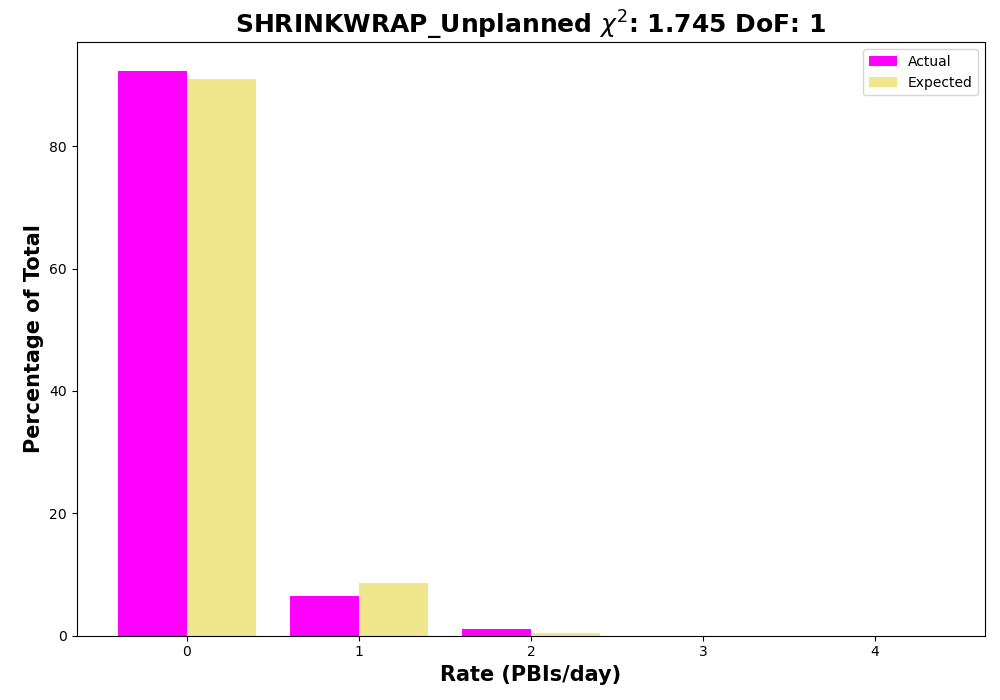 SHRINKWRAP_Unplanned χ²: 1.745 DoF: 1
Actual
Expected
Percentage of Total
80
60
40
20
0
0 1 2 3 4
Rate (PBIs/day)